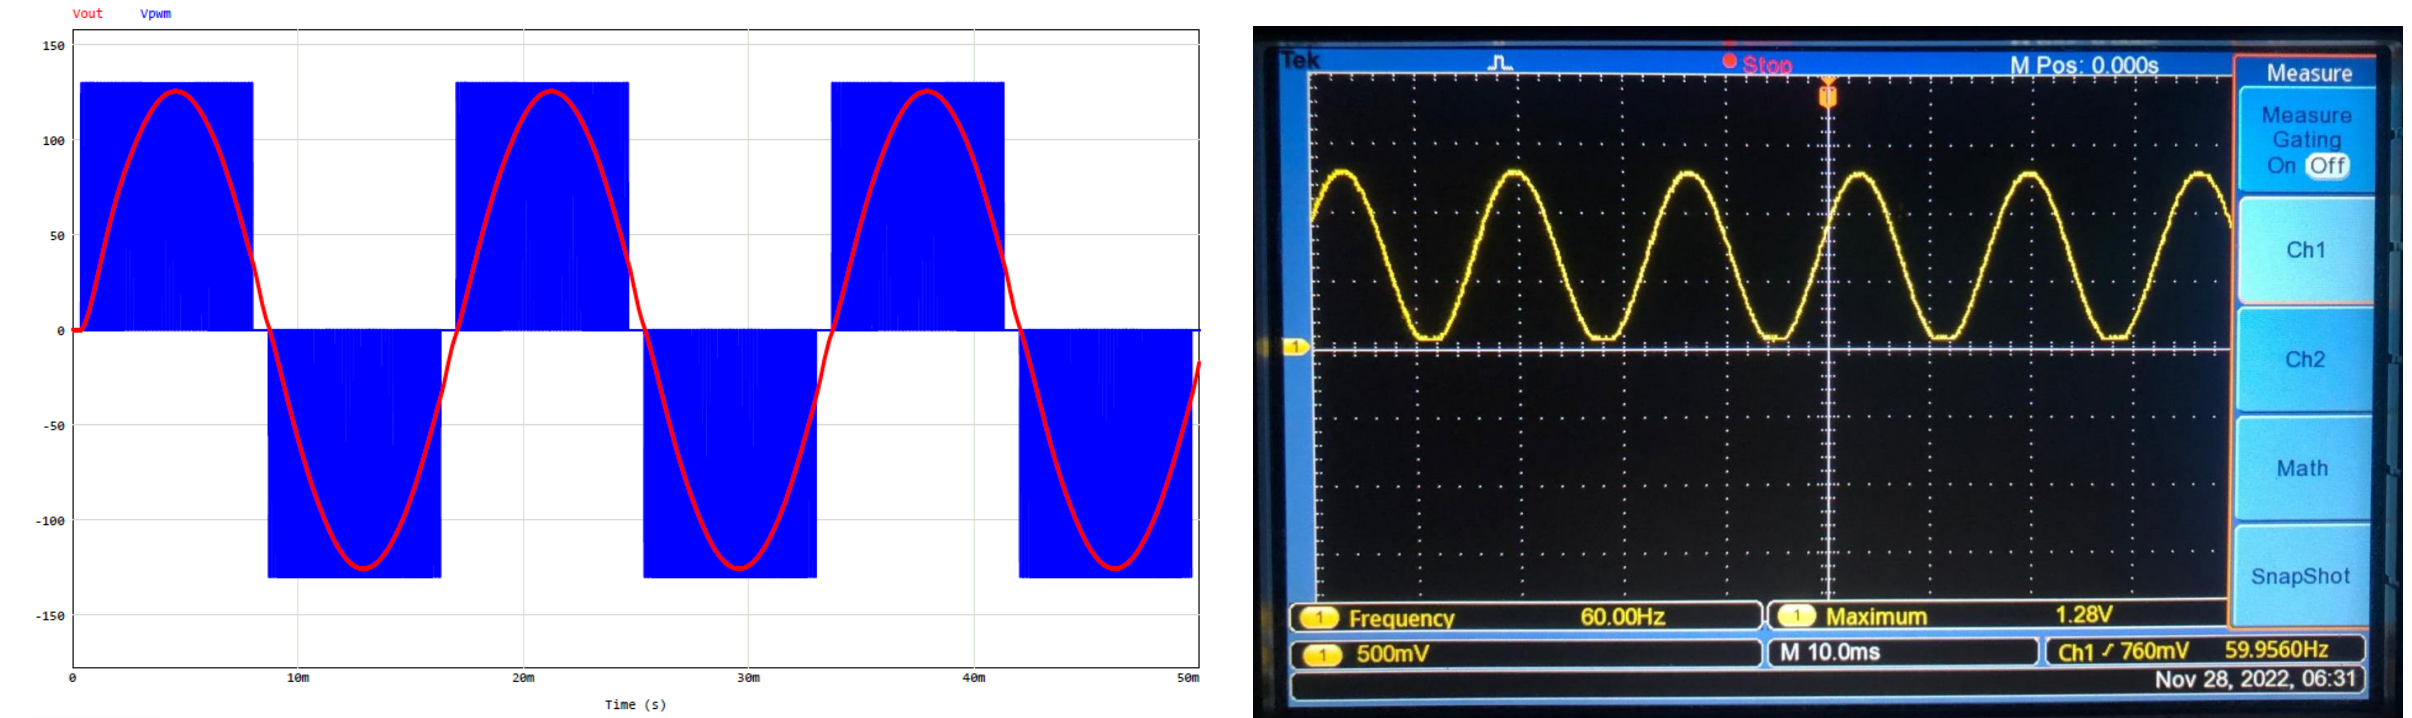 Vout Vpwm
150
100
50
0
-50
-100
-150
0 10m 20m 30m 40m 50m
Time (s)
Tek Stop M Pos: 0.000s
Measure
Measure
Gating
On Off
Ch1
Ch2
Math
SnapShot
1
1 Frequency 60.00Hz 1 Maximum 1.28V
1 500mV M 10.0ms Ch1 760mV 59.9560Hz
Nov 28, 2022, 06:31